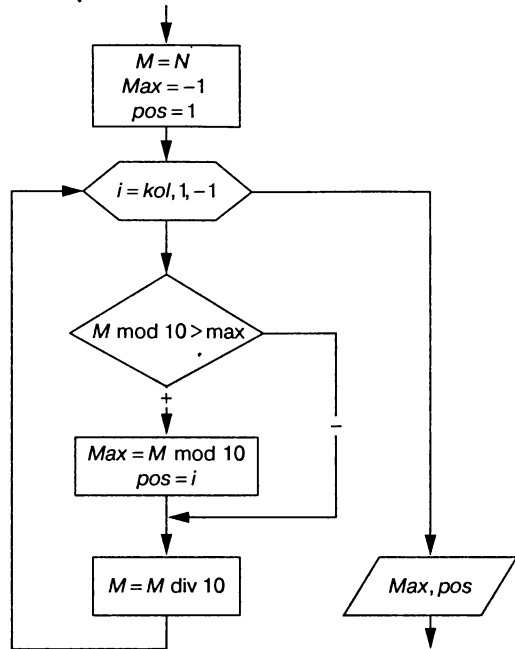 M = N
Max = −1
pos = 1
i = kol, 1, −1
M mod 10 > max
+
−
Max = M mod 10
pos = i
M = M div 10
Max, pos